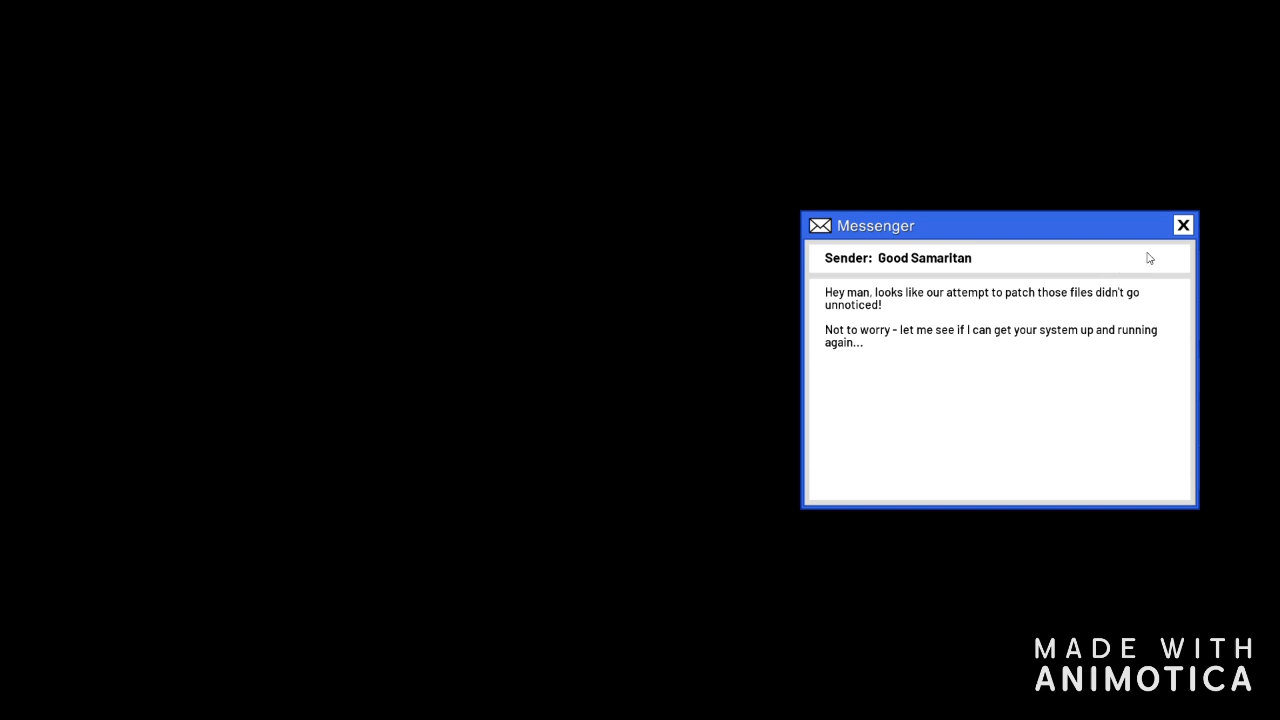 Messenger
X
Sender: Good Samaritan
Hey man, looks like our attempt to patch those files didn't go
unnoticed!
Not to worry - let me see if I can get your system up and running
again...
MADE WITH
ANIMOTICA